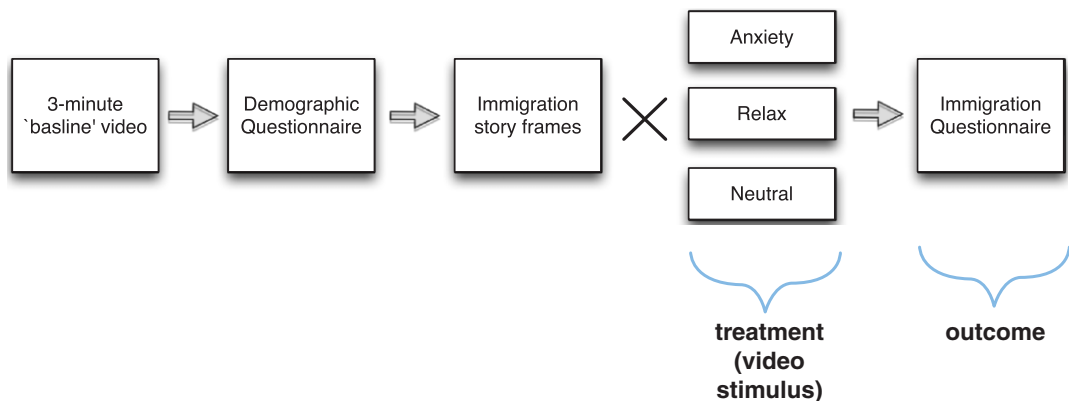 3-minute
`basline' video
Demographic
Questionnaire
Immigration
story frames
Anxiety
Relax
Neutral
Immigration
Questionnaire
treatment
(video
stimulus)
outcome